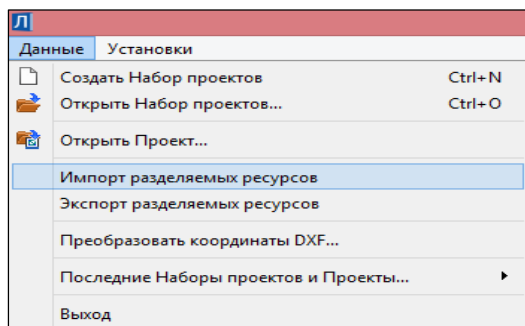 Л
Данные Установки
Создать Набор проектов Ctrl+N
Открыть Набор проектов... Ctrl+O
Открыть Проект...
Импорт разделяемых ресурсов
Экспорт разделяемых ресурсов
Преобразовать координаты DXF...
Последние Наборы проектов и Проекты...
Выход